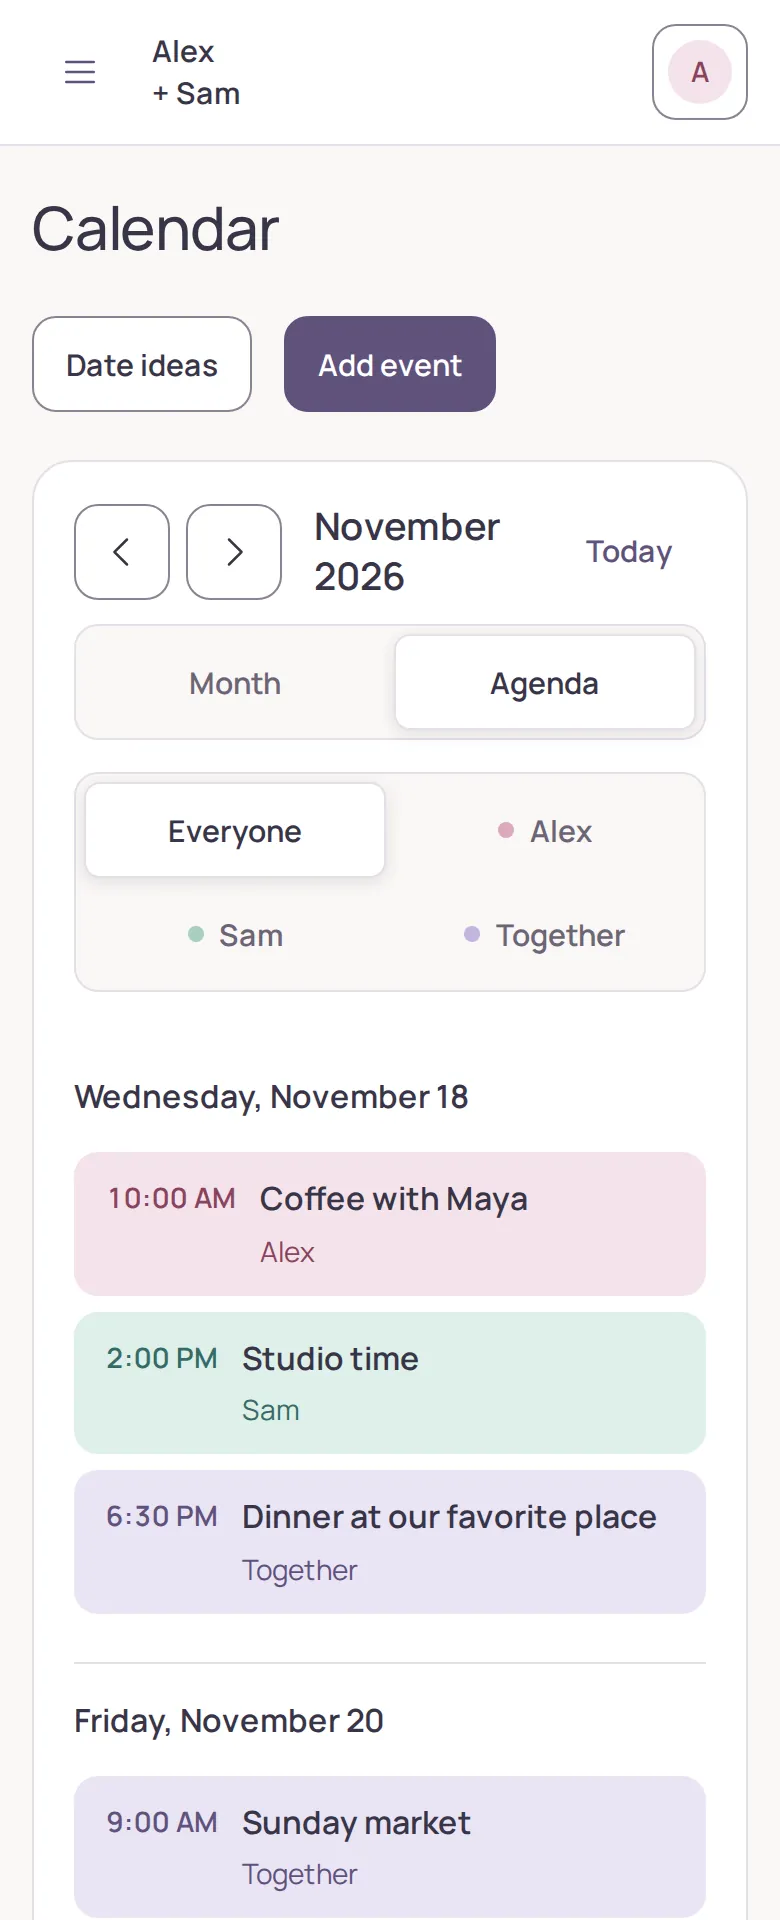 Alex
+ Sam
A
Calendar
Date ideas
Add event
November
2026
Today
Month
Agenda
Everyone
Alex
Sam
Together
Wednesday, November 18
10:00 AM Coffee with Maya
Alex
2:00 PM Studio time
Sam
6:30 PM Dinner at our favorite place
Together
Friday, November 20
9:00 AM Sunday market
Together